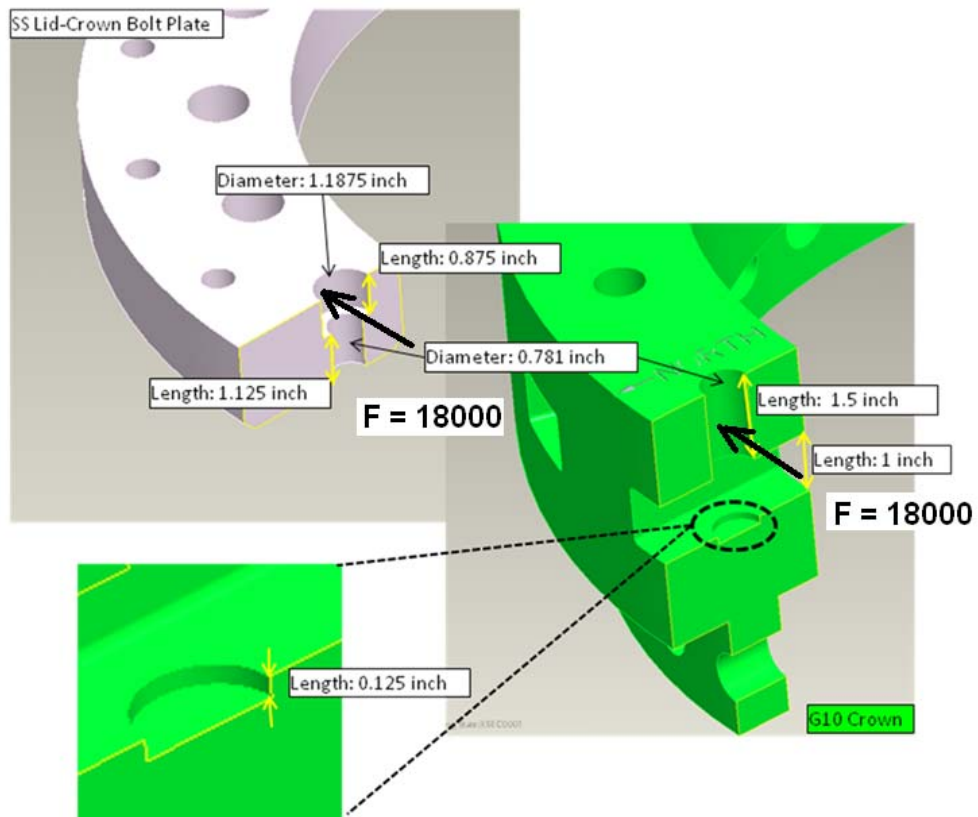 SS Lid-Crown Bolt Plate
Diameter: 1.1875 inch
Length: 0.875 inch
Diameter: 0.781 inch
Length: 1.125 inch
F = 18000
NORTH
Length: 1.5 inch
Length: 1 inch
F = 18000
Length: 0.125 inch
G10 Crown